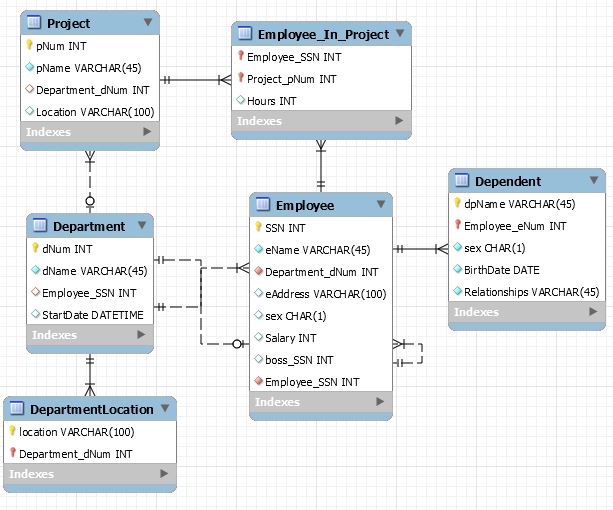 Project
pNum INT
pName VARCHAR(45)
Department_dNum INT
Location VARCHAR(100)
Indexes
Employee_In_Project
Employee_SSN INT
Project_pNum INT
Hours INT
Indexes
Department
dNum INT
dName VARCHAR(45)
Employee_SSN INT
StartDate DATETIME
Indexes
Employee
SSN INT
eName VARCHAR(45)
Department_dNum INT
eAddress VARCHAR(100)
sex CHAR(1)
Salary INT
boss_SSN INT
Employee_SSN INT
Indexes
Dependent
dpName VARCHAR(45)
Employee_eNum INT
sex CHAR(1)
BirthDate DATE
Relationships VARCHAR(45)
Indexes
DepartmentLocation
location VARCHAR(100)
Department_dNum INT
Indexes